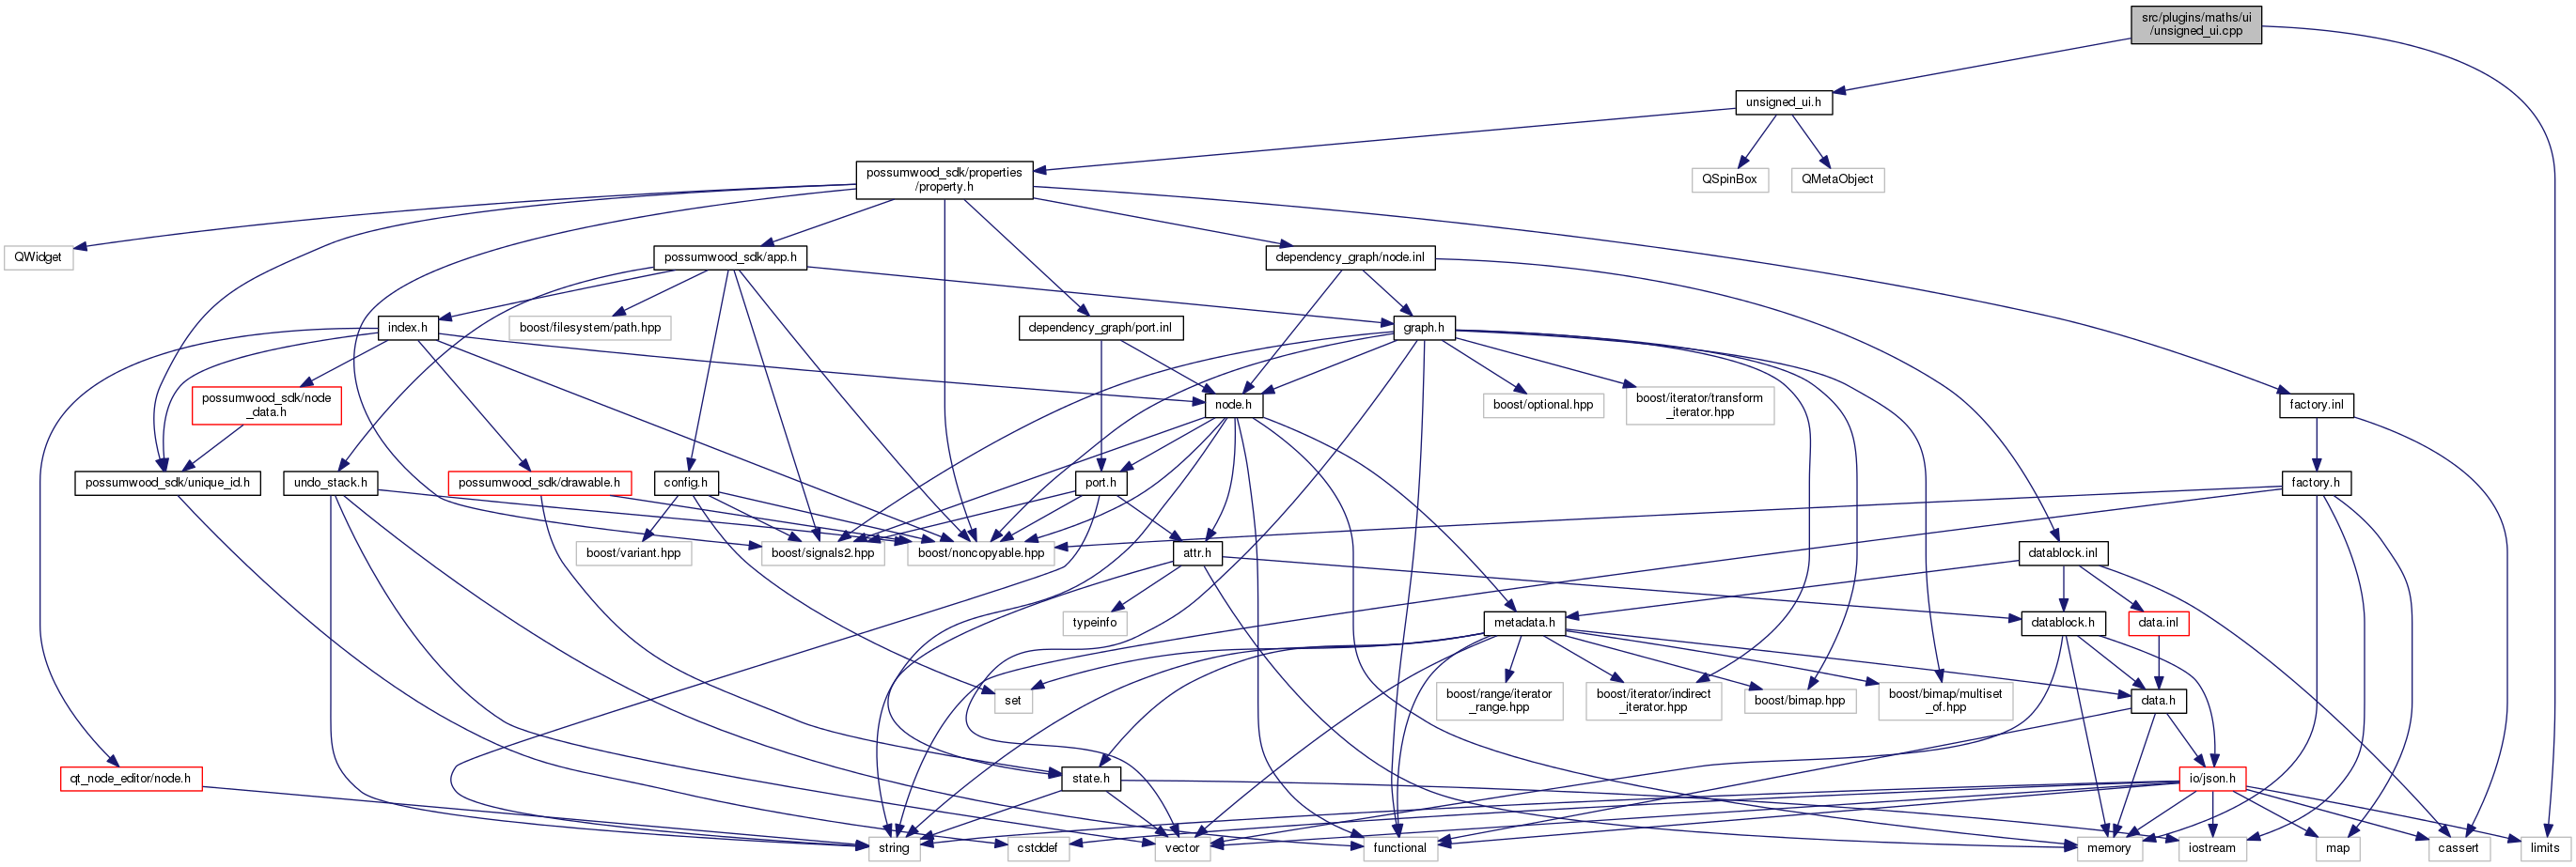 src/plugins/maths/ui
/unsigned_ui.cpp
unsigned_ui.h
possumwood_sdk/properties
/property.h
QSpinBox
QMetaObject
QWidget
possumwood_sdk/app.h
dependency_graph/node.inl
index.h
boost/filesystem/path.hpp
dependency_graph/port.inl
graph.h
possumwood_sdk/node
_data.h
node.h
boost/optional.hpp
boost/iterator/transform
_iterator.hpp
factory.inl
possumwood_sdk/unique_id.h
undo_stack.h
possumwood_sdk/drawable.h
config.h
port.h
factory.h
boost/variant.hpp
boost/signals2.hpp
boost/noncopyable.hpp
attr.h
datablock.inl
typeinfo
metadata.h
datablock.h
data.inl
set
boost/range/iterator
_range.hpp
boost/iterator/indirect
_iterator.hpp
boost/bimap.hpp
boost/bimap/multiset
_of.hpp
data.h
qt_node_editor/node.h
state.h
io/json.h
string
cstddef
vector
functional
memory
iostream
map
cassert
limits